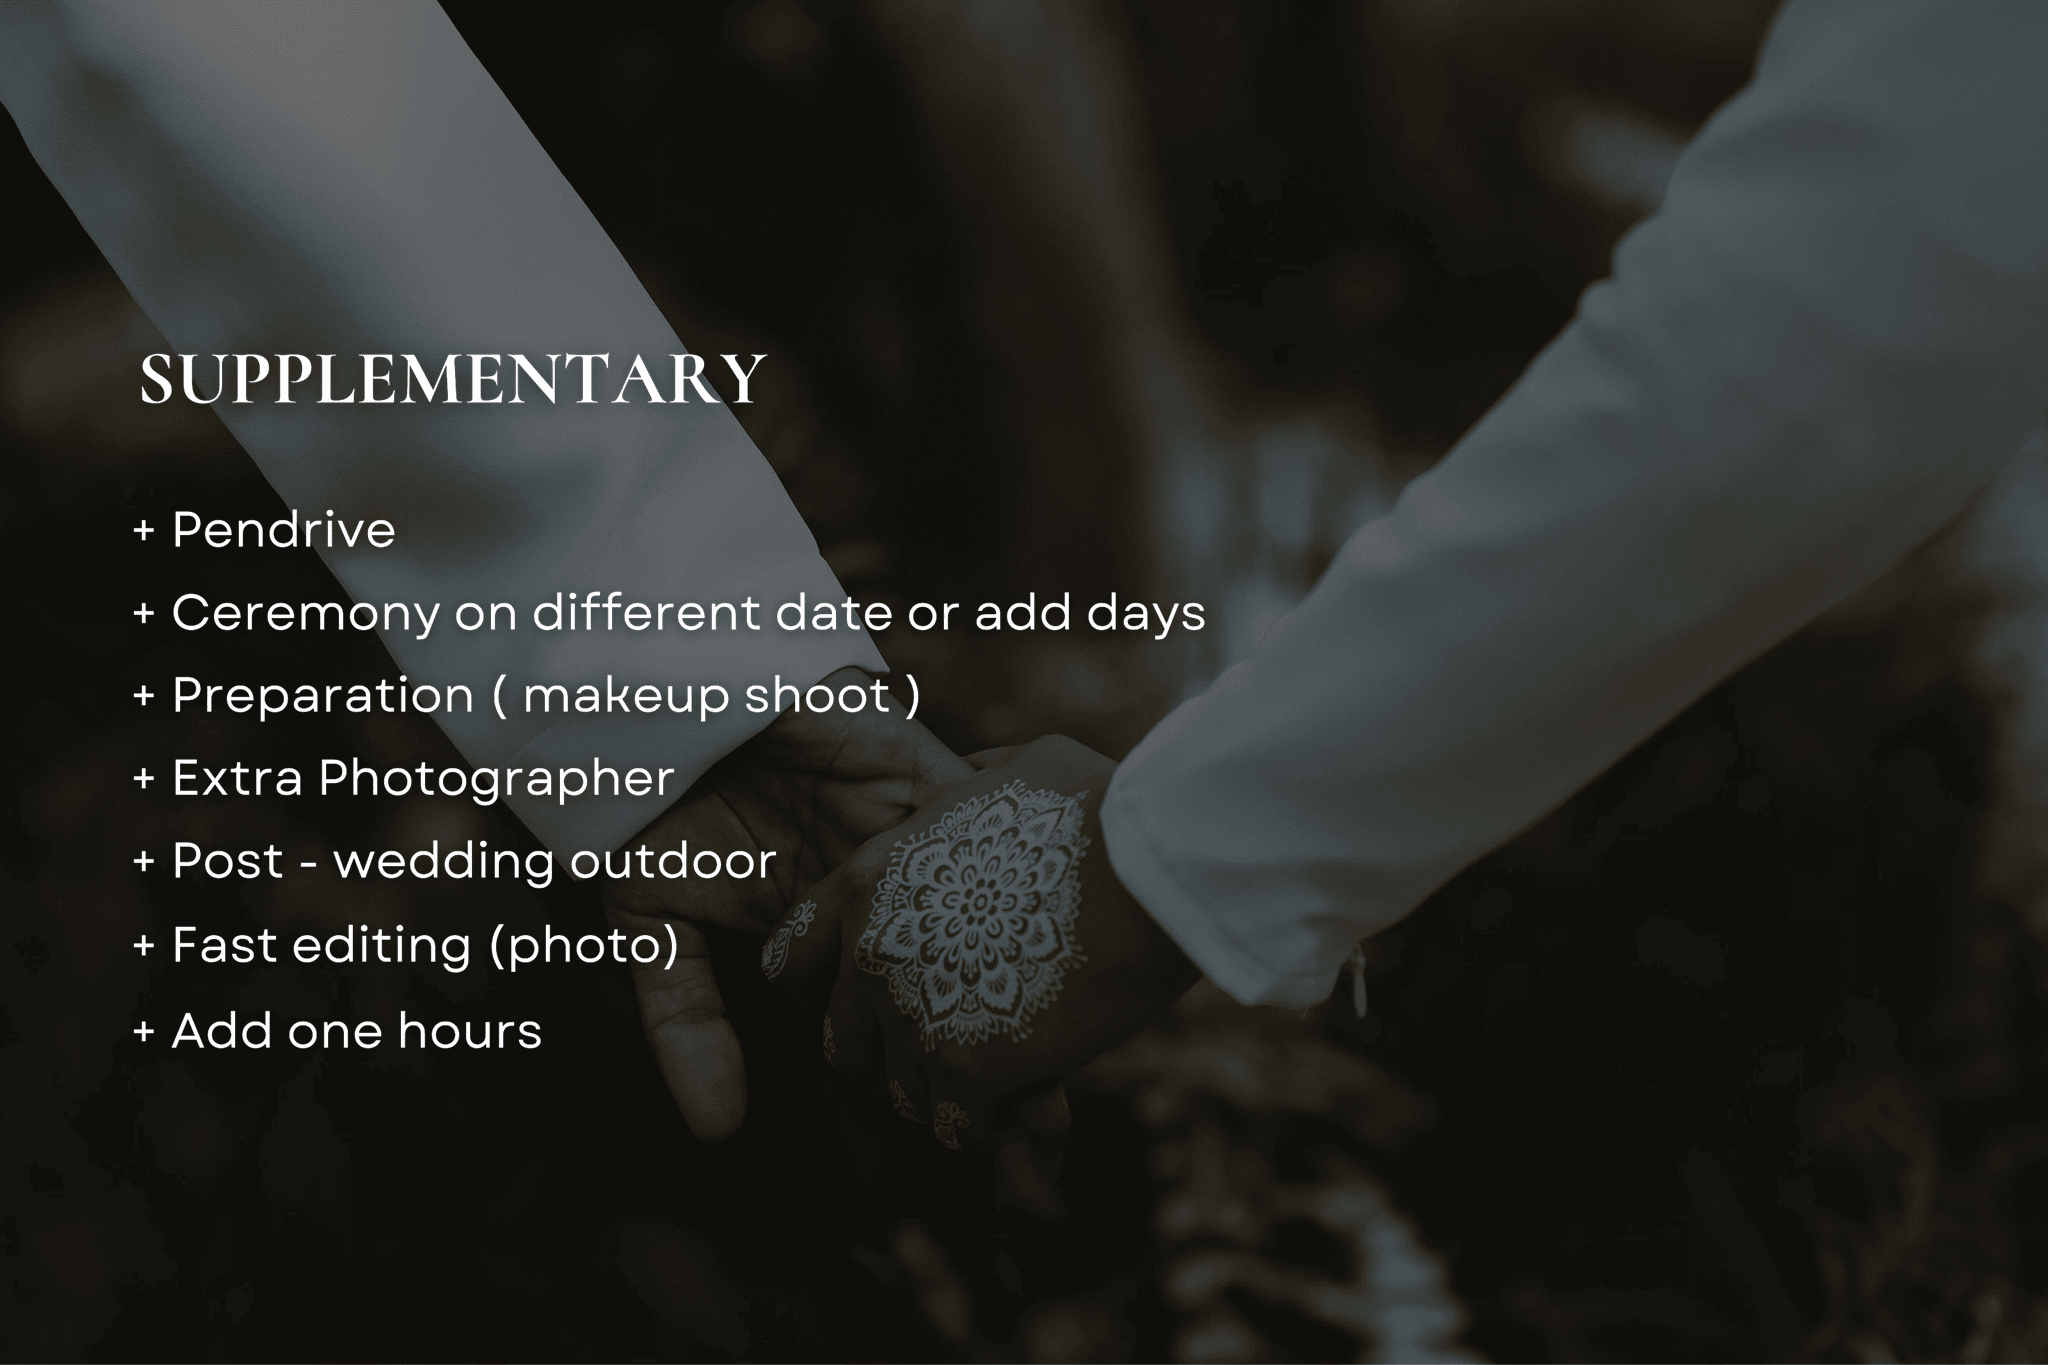 SUPPLEMENTARY
+ Pendrive
+ Ceremony on different date or add days
+ Preparation ( makeup shoot )
+ Extra Photographer
+ Post - wedding outdoor
+ Fast editing (photo)
+ Add one hours